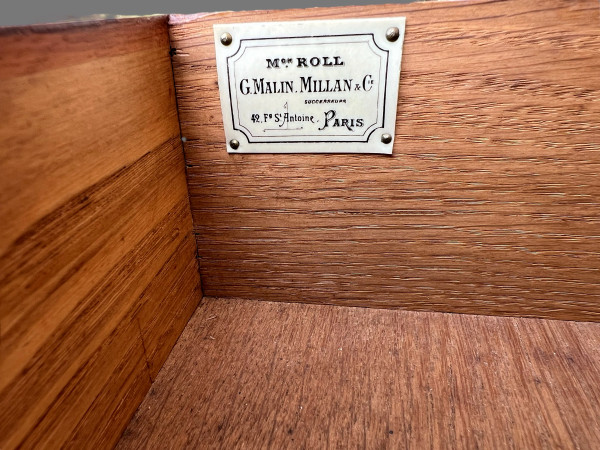 Mon ROLL
G. MALIN, MILLAN & Cie
SUCCESSEURS
42, Fg St Antoine, PARIS